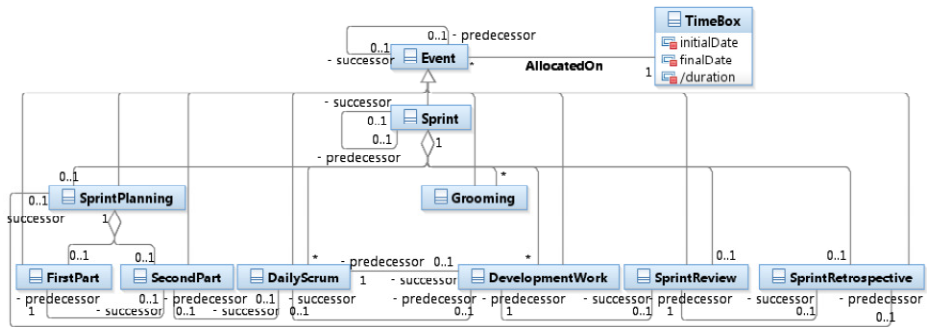 TimeBox
0..1 - predecessor
initialDate
0..1
Event
finalDate
- successor
*
AllocatedOn
1
/duration
- successor
0..1
Sprint
0..1
1
- predecessor
0..1
*
0..1
SprintPlanning
Grooming
successor
1
0..1
0..1
*
- predecessor
0..1
*
0..1
0..1
FirstPart
SecondPart
DailyScrum
1
- successor
DevelopmentWork
SprintReview
SprintRetrospective
- predecessor
0..1
- predecessor
0..1
- successor
- predecessor
- predecessor
- successor
- predecessor
- successor
- predecessor
1
- successor
0..1
- successor
0..1
0..1
1
0..1
1
0..1
0..1